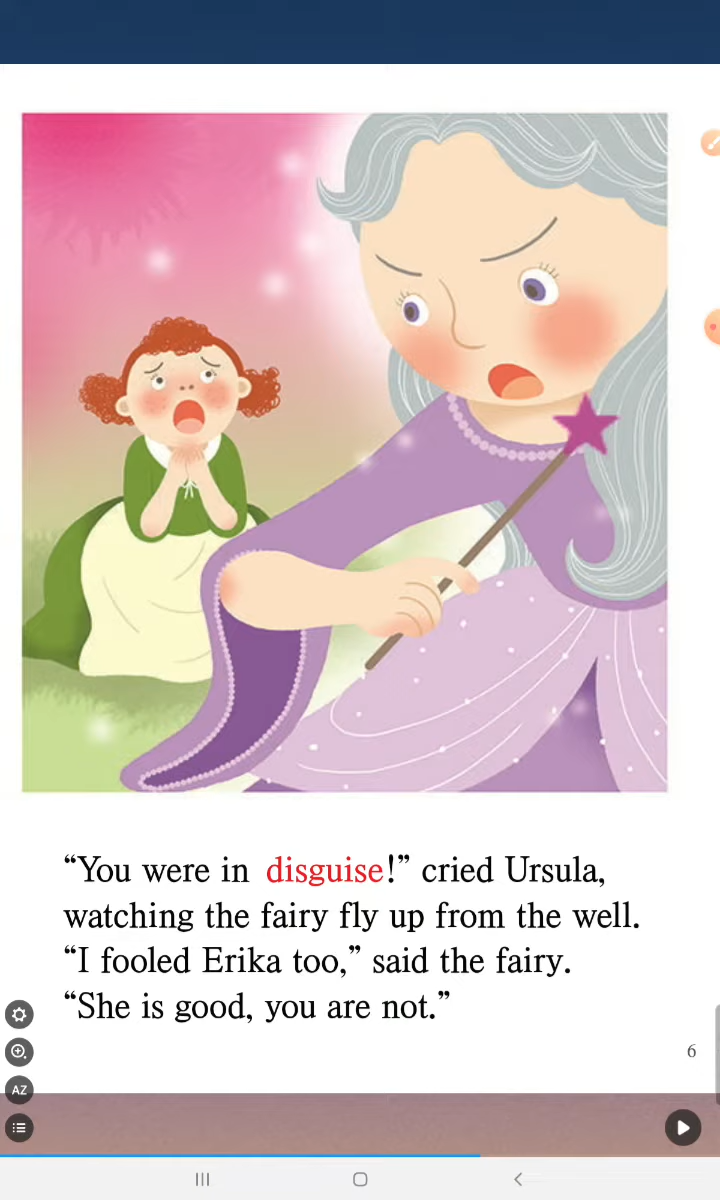 “You were in disguise!” cried Ursula,
watching the fairy fly up from the well.
“I fooled Erika too,” said the fairy.
“She is good, you are not.”
6
AZ